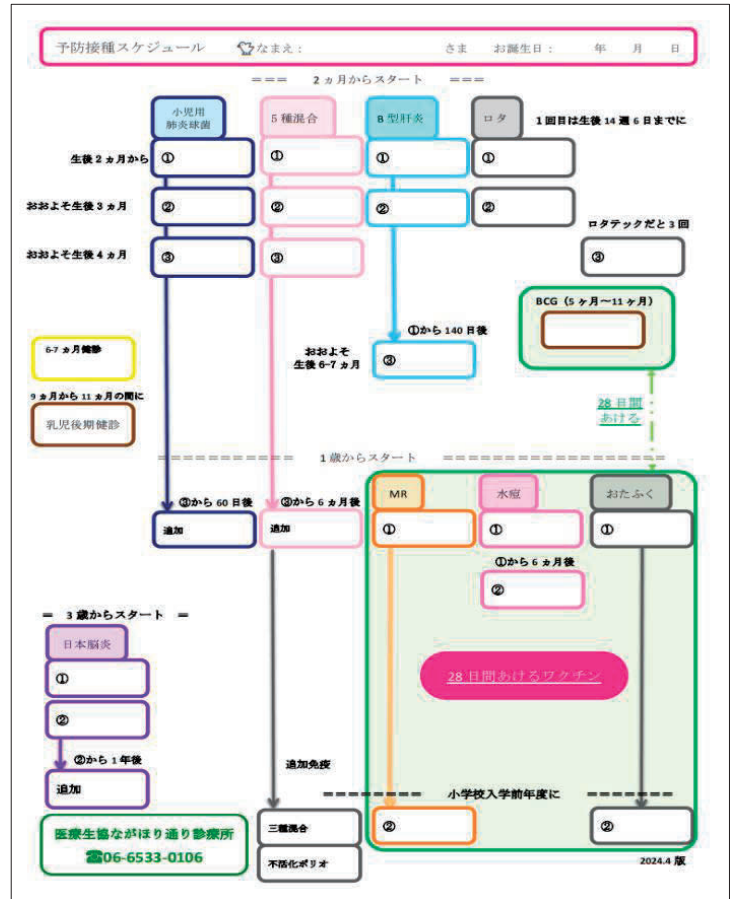 予防接種スケジュール なまえ： さま お誕生日： 年 月 日
=== 2ヵ月からスタート ===
小児用
肺炎球菌
5種混合
B型肝炎
ロタ
1回目は生後14週6日までに
生後2ヵ月から
①
①
①
①
おおよそ生後3ヵ月
②
②
②
②
ロタテックだと3回
おおよそ生後4ヵ月
③
③
③
BCG（5ヶ月～11ヶ月）
①から140日後
おおよそ
生後6-7ヵ月
③
6-7ヵ月健診
9ヵ月から11ヵ月の間に
乳児後期健診
28日間
あける
1歳からスタート
③から60日後
追加
③から6ヵ月後
追加
MR
水痘
おたふく
①
①
①
①から6ヵ月後
②
= 3歳からスタート =
日本脳炎
①
②
②から1年後
追加
28日間あけるワクチン
追加免疫
小学校入学前年度に
三種混合
不活化ポリオ
②
②
医療生協ながほり通り診療所
☎06-6533-0106
2024.4版